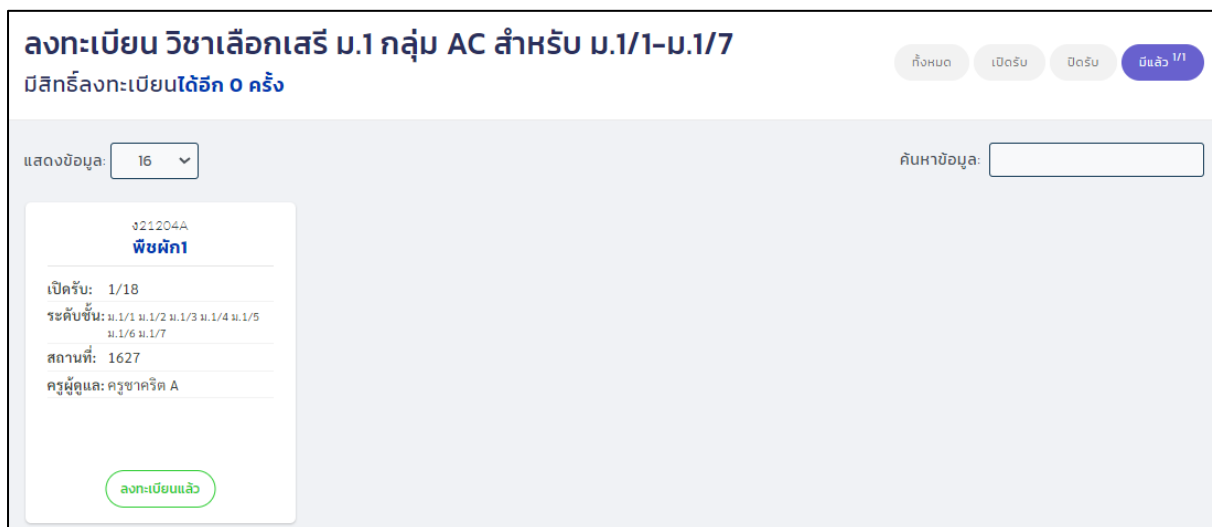 ลงทะเบียน วิชาเลือกเสรี ม.1 กลุ่ม AC สำหรับ ม.1/1-ม.1/7
มีสิทธิ์ลงทะเบียนได้อีก 0 ครั้ง
ทั้งหมด เปิดรับ ปิดรับ มีแล้ว 1/1
แสดงข้อมูล: 16
ค้นหาข้อมูล:
ง21204A
พืชผัก1
เปิดรับ: 1/18
ระดับชั้น: ม.1/1 ม.1/2 ม.1/3 ม.1/4 ม.1/5
ม.1/6 ม.1/7
สถานที่: 1627
ครูผู้ดูแล: ครูชาคริต A
ลงทะเบียนแล้ว